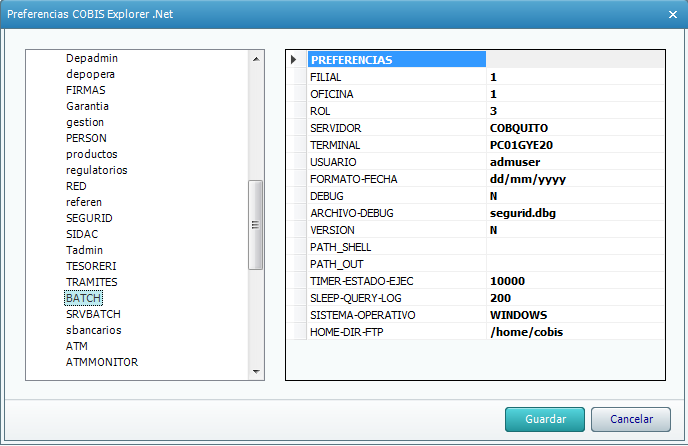 Preferencias COBIS Explorer .Net
Depadmin
depopera
FIRMAS
Garantia
gestion
PERSON
productos
regulatorios
RED
referen
SEGURID
SIDAC
Tadmin
TESORERI
TRAMITES
BATCH
SRVBATCH
sbancarios
ATM
ATMMONITOR
PREFERENCIAS
FILIAL 1
OFICINA 1
ROL 3
SERVIDOR COBQUITO
TERMINAL PC01GYE20
USUARIO admuser
FORMATO-FECHA dd/mm/yyyy
DEBUG N
ARCHIVO-DEBUG segurid.dbg
VERSION N
PATH_SHELL
PATH_OUT
TIMER-ESTADO-EJEC 10000
SLEEP-QUERY-LOG 200
SISTEMA-OPERATIVO WINDOWS
HOME-DIR-FTP /home/cobis
Guardar Cancelar